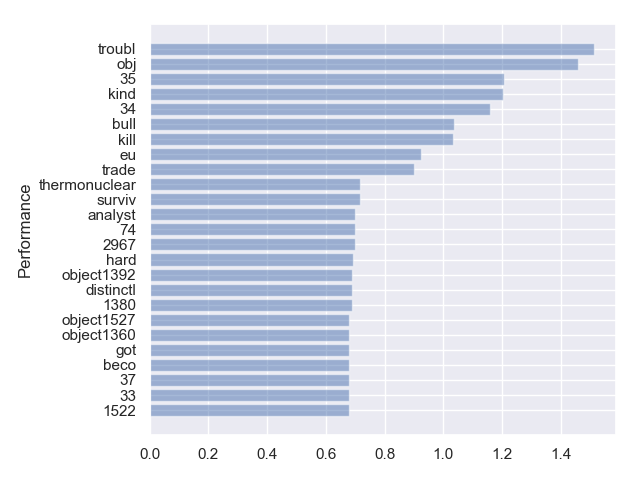 troubl
obj
35
kind
34
bull
kill
eu
trade
thermonuclear
surviv
analyst
74
2967
hard
object1392
distinctl
1380
object1527
object1360
got
beco
37
33
1522
Performance
0.0 0.2 0.4 0.6 0.8 1.0 1.2 1.4